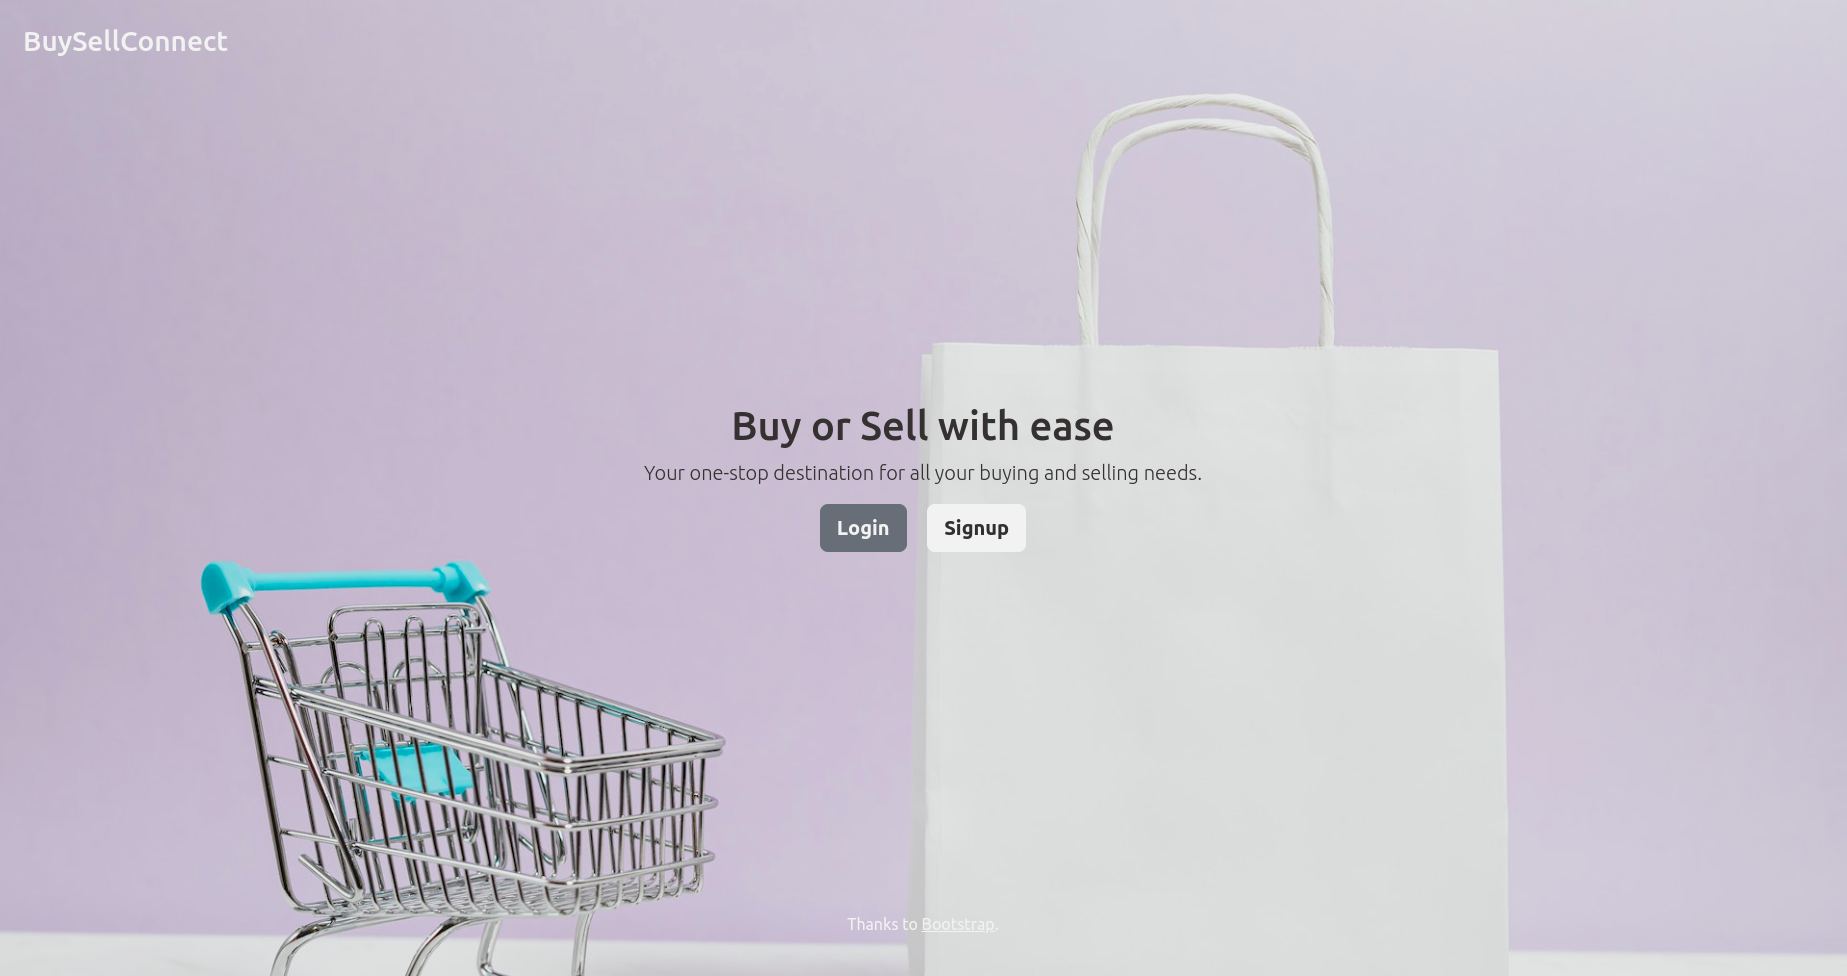 BuySellConnect
Buy or Sell with ease
Your one-stop destination for all your buying and selling needs.
Login Signup
Thanks to Bootstrap.